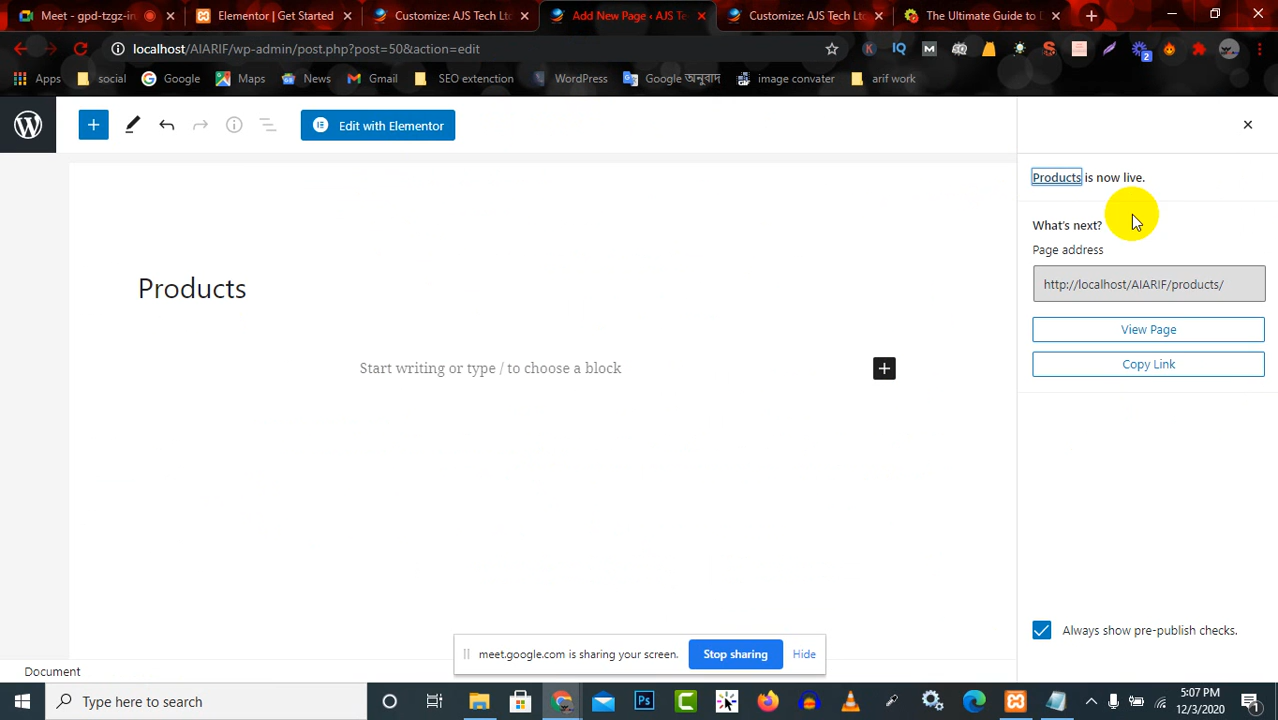 Meet - gpd-tzgz-in
Elementor | Get Started
Customize: AJS Tech Ltd
Add New Page ‹ AJS Te
Customize: AJS Tech Ltd
The Ultimate Guide to D
localhost/AIARIF/wp-admin/post.php?post=50&action=edit
Apps
social
Google
Maps
News
Gmail
SEO extenction
WordPress
Google অনুবাদ
image convater
arif work
Edit with Elementor
Products is now live.
What's next?
Page address
http://localhost/AIARIF/products/
View Page
Copy Link
Products
Start writing or type / to choose a block
Always show pre-publish checks.
meet.google.com is sharing your screen.
Stop sharing
Hide
Document
Type here to search
5:07 PM
12/3/2020